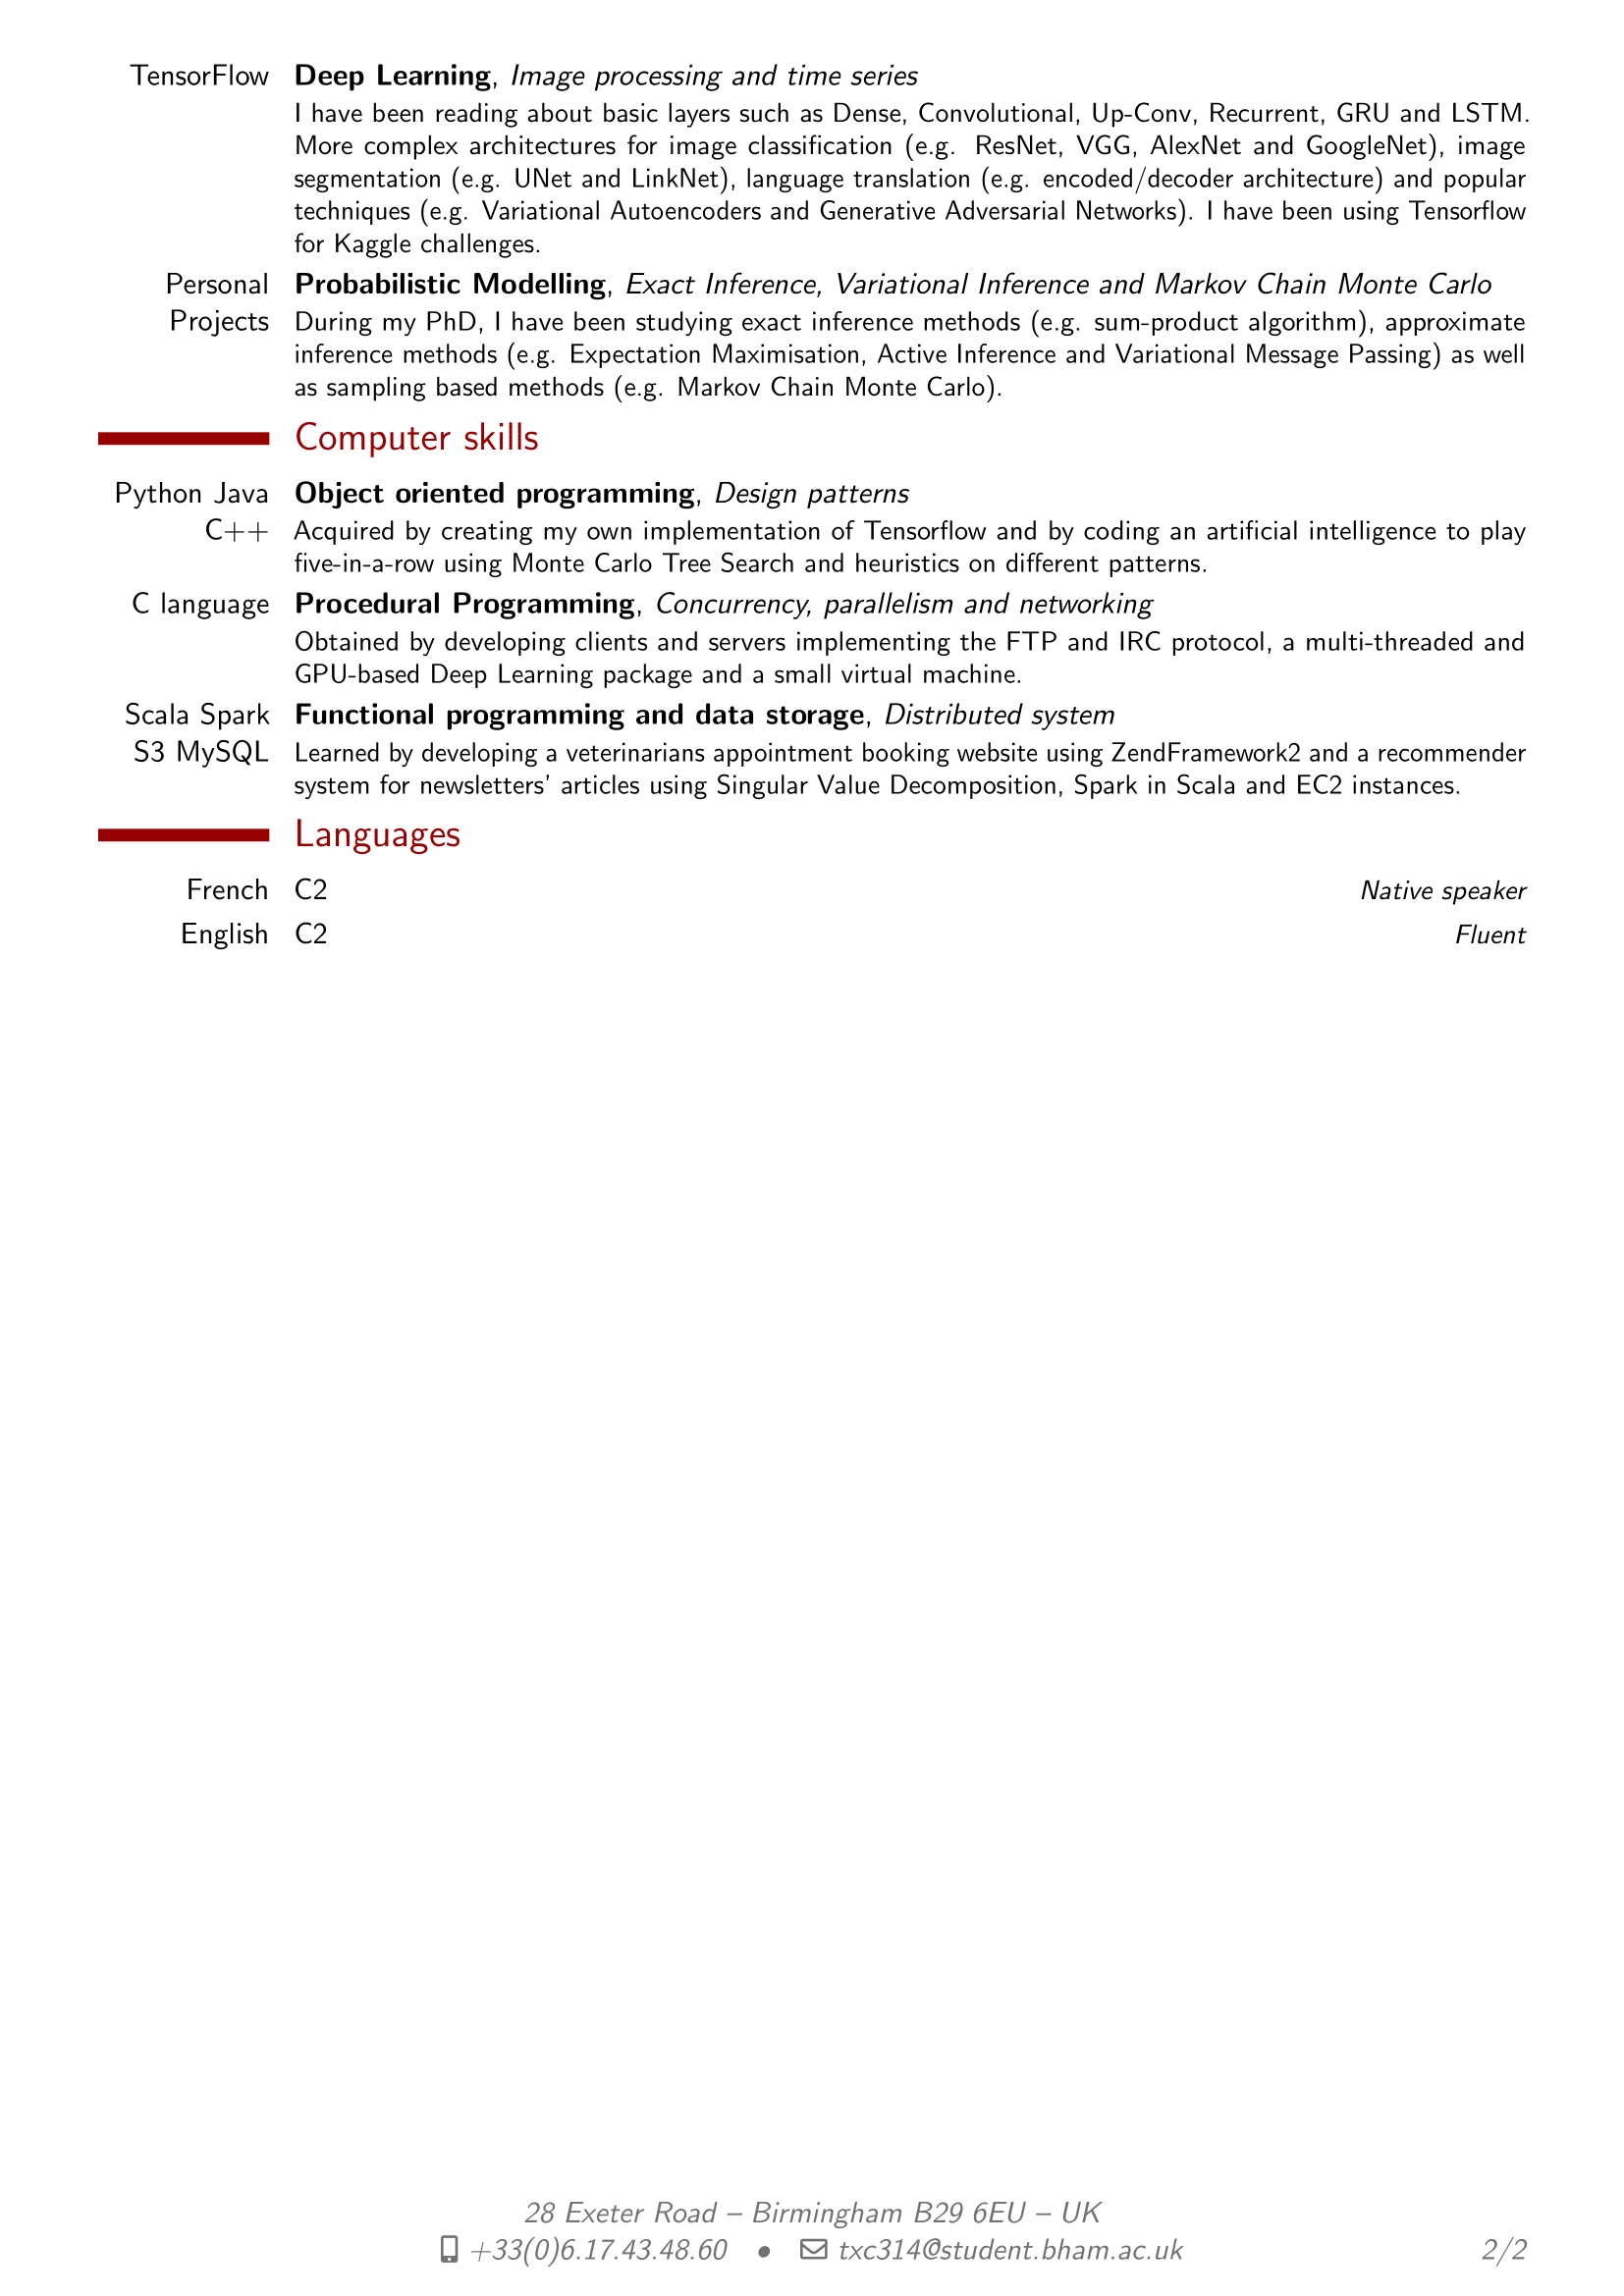 TensorFlow Deep Learning, Image processing and time series
I have been reading about basic layers such as Dense, Convolutional, Up-Conv, Recurrent, GRU and LSTM.
More complex architectures for image classification (e.g. ResNet, VGG, AlexNet and GoogleNet), image
segmentation (e.g. UNet and LinkNet), language translation (e.g. encoded/decoder architecture) and popular
techniques (e.g. Variational Autoencoders and Generative Adversarial Networks). I have been using Tensorflow
for Kaggle challenges.
Personal Probabilistic Modelling, Exact Inference, Variational Inference and Markov Chain Monte Carlo
Projects During my PhD, I have been studying exact inference methods (e.g. sum-product algorithm), approximate
inference methods (e.g. Expectation Maximisation, Active Inference and Variational Message Passing) as well
as sampling based methods (e.g. Markov Chain Monte Carlo).
Computer skills
Python Java Object oriented programming, Design patterns
C++ Acquired by creating my own implementation of Tensorflow and by coding an artificial intelligence to play
five-in-a-row using Monte Carlo Tree Search and heuristics on different patterns.
C language Procedural Programming, Concurrency, parallelism and networking
Obtained by developing clients and servers implementing the FTP and IRC protocol, a multi-threaded and
GPU-based Deep Learning package and a small virtual machine.
Scala Spark Functional programming and data storage, Distributed system
S3 MySQL Learned by developing a veterinarians appointment booking website using ZendFramework2 and a recommender
system for newsletters' articles using Singular Value Decomposition, Spark in Scala and EC2 instances.
Languages
French C2 Native speaker
English C2 Fluent
28 Exeter Road – Birmingham B29 6EU – UK
+33(0)6.17.43.48.60 • txc314@student.bham.ac.uk 2/2